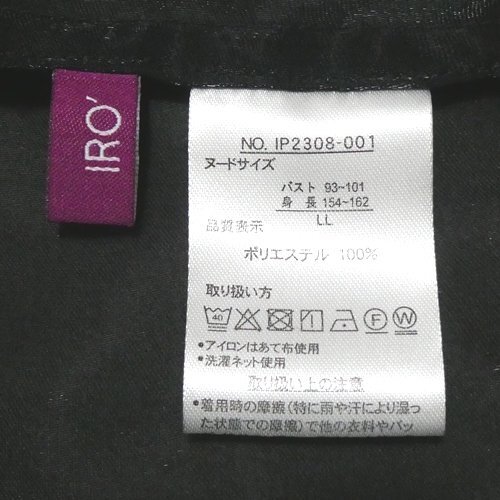 IRO'
NO. IP2308-001
ヌードサイズ
バスト 93~101
身 長 154~162
LL
品質表示
ポリエステル 100%
取り扱い方
40 F W
•アイロンはあて布使用
•洗濯ネット使用
取り扱い上の注意
•着用時の摩擦(特に雨や汗により湿っ
た状態での摩擦)で他の衣料やバッ